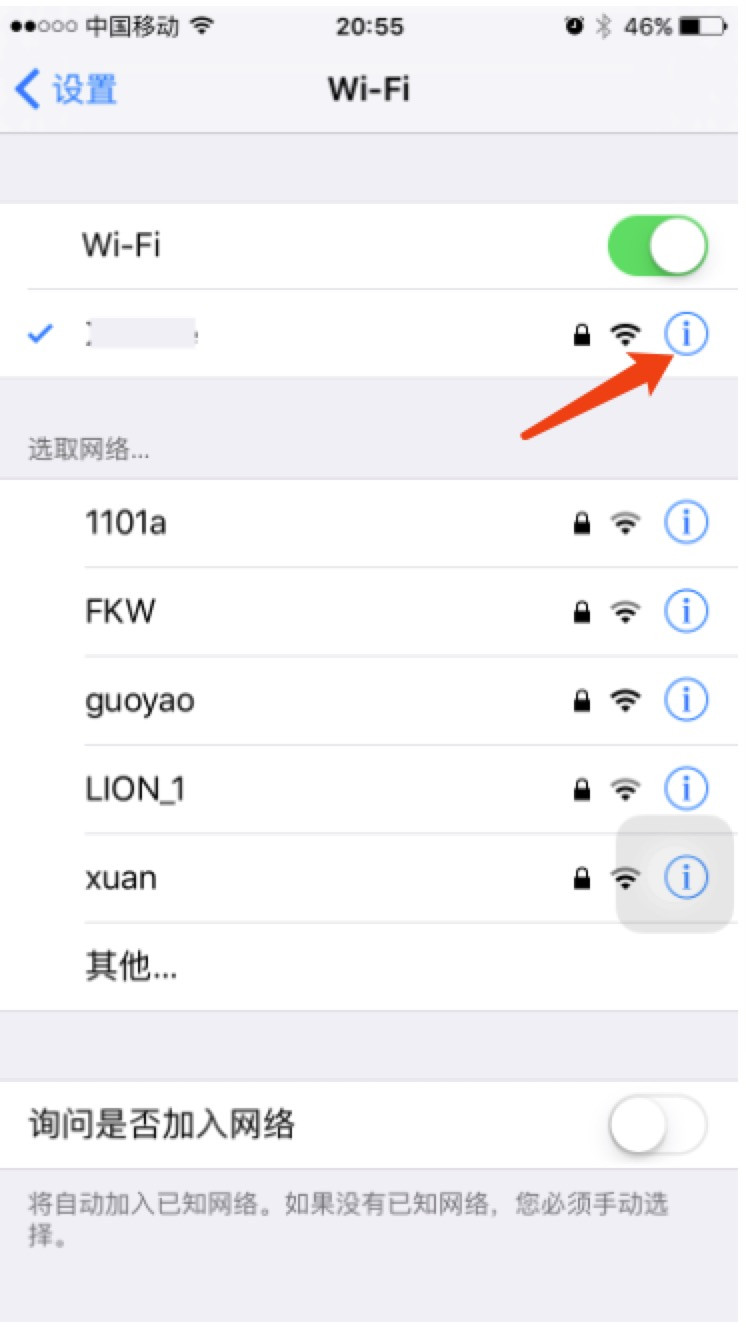 中国移动
20:55
46%
设置
Wi-Fi
Wi-Fi
选取网络...
1101a
FKW
guoyao
LION_1
xuan
其他...
询问是否加入网络
将自动加入已知网络。如果没有已知网络，您必须手动选
择。